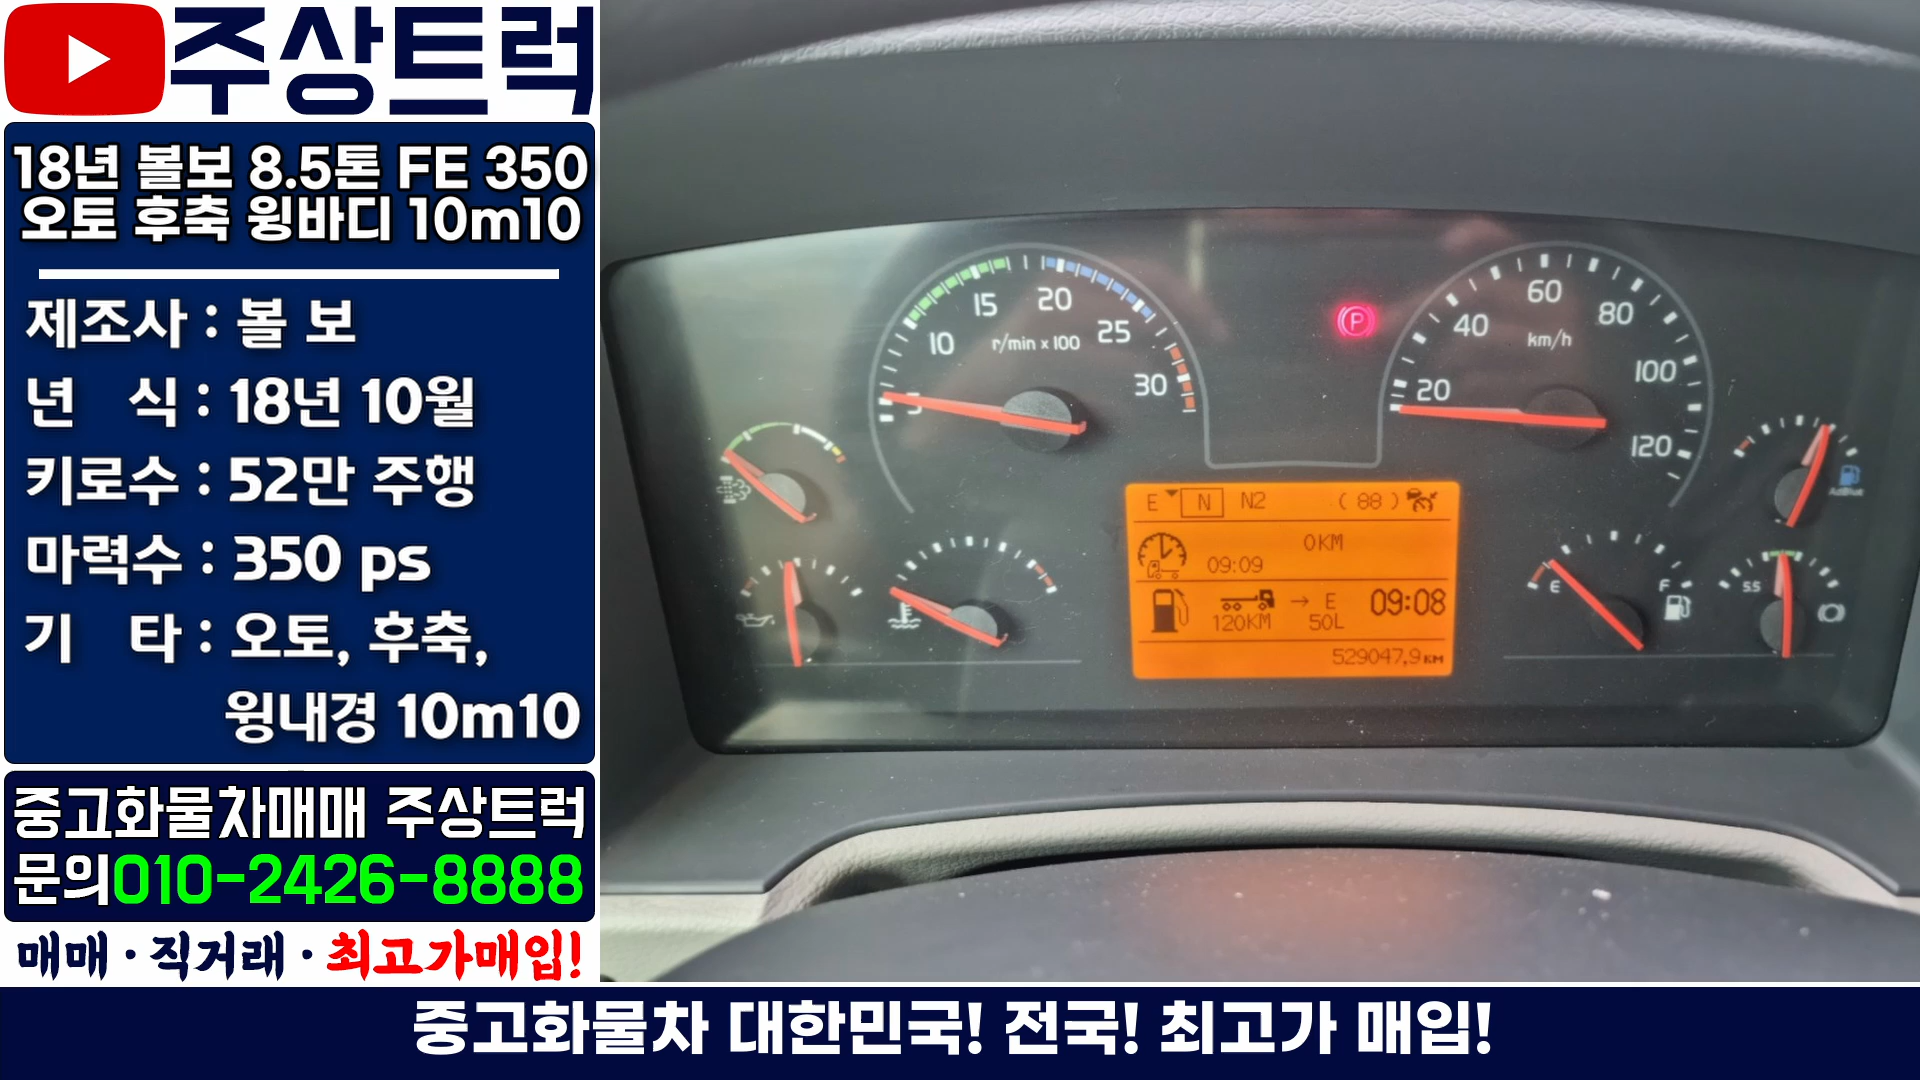 주상트럭
18년 볼보 8.5톤 FE 350
오토 후축 윙바디 10m10
제조사 : 볼 보
년 식 : 18년 10월
키로수 : 52만 주행
마력수 : 350 ps
기 타 : 오토, 후축,
윙내경 10m10
중고화물차매매 주상트럭
문의010-2426-8888
매매 · 직거래 · 최고가매입!
5 10 15 20 25 30
r/min x 100
P
20 40 60 80 100 120
km/h
AdBlue
E F
5.5
E N N2 ( 88 )
0KM
09:09
→ E 09:08
120KM 50L
529047,9 KM
중고화물차 대한민국! 전국! 최고가 매입!